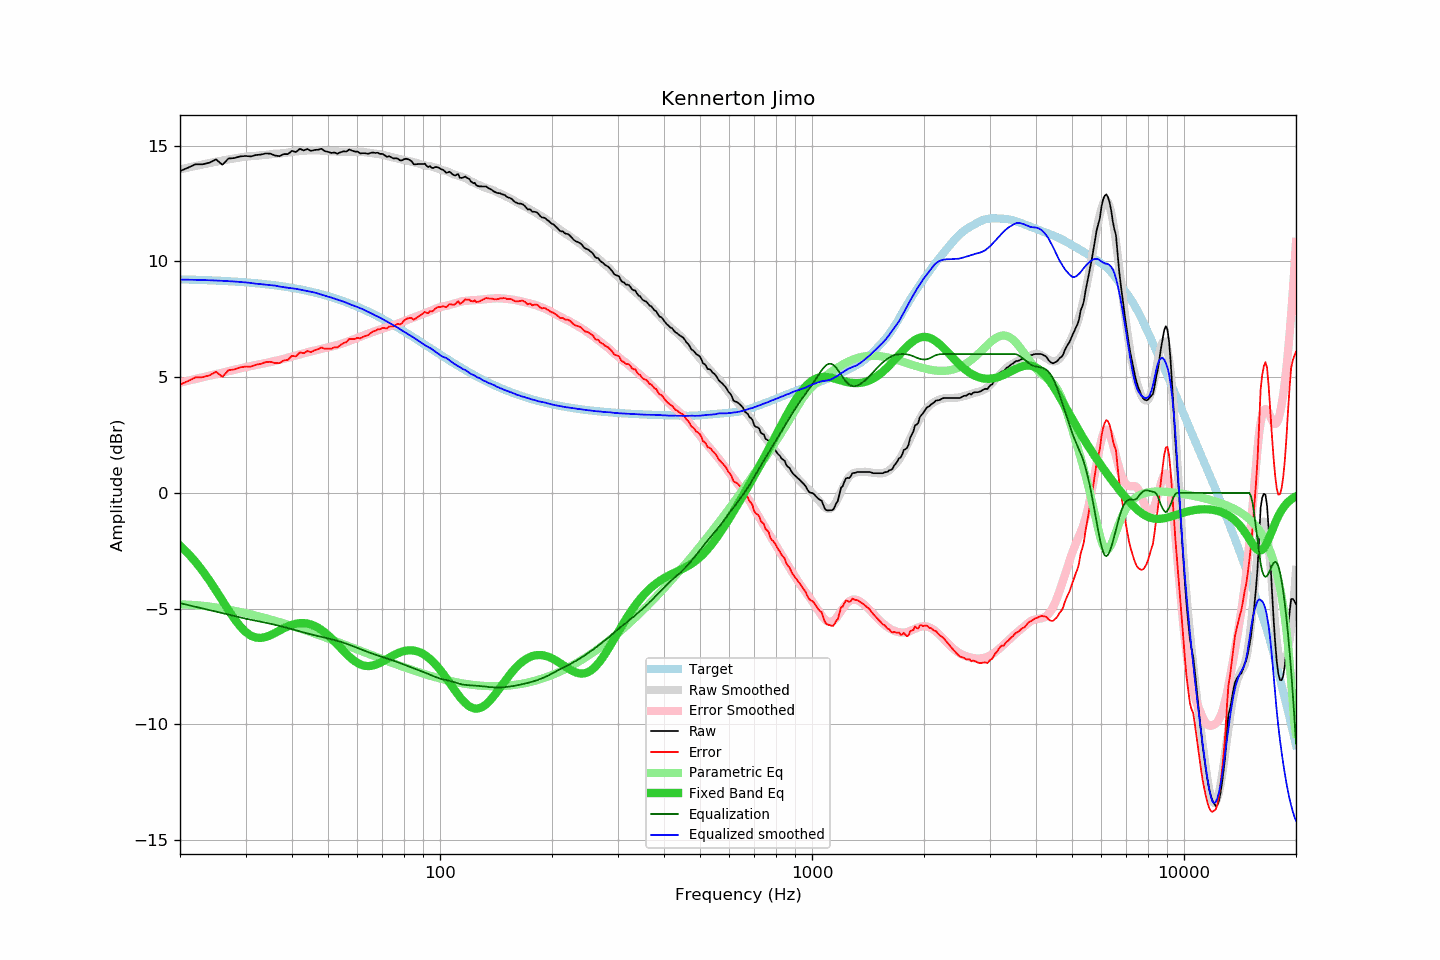 Kennerton Jimo
Amplitude (dBr)
15
10
5
0
−5
−10
−15
Target
Raw Smoothed
Error Smoothed
Raw
Error
Parametric Eq
Fixed Band Eq
Equalization
Equalized smoothed
100
1000
10000
Frequency (Hz)